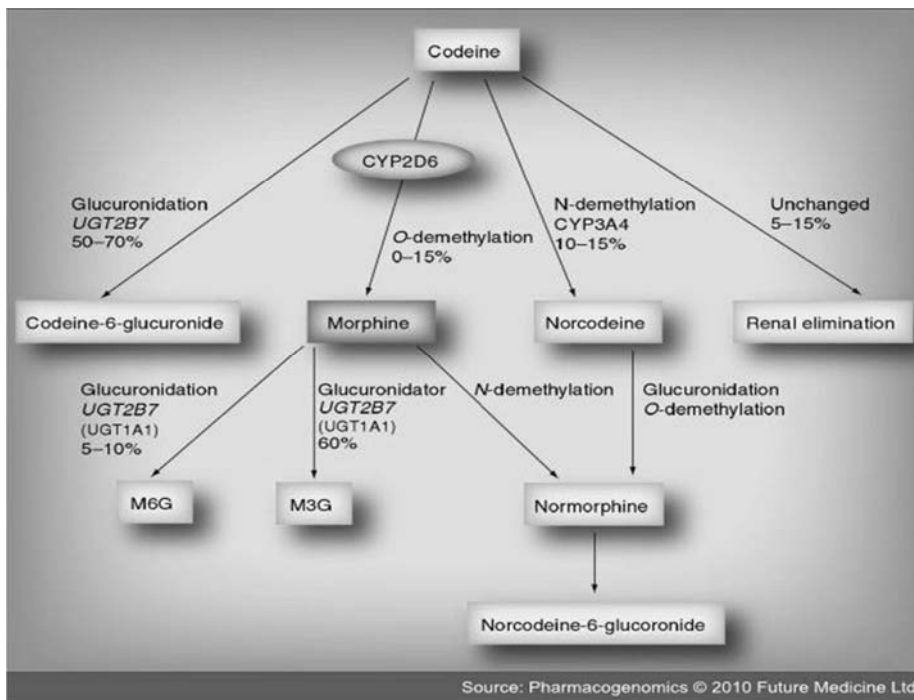 Codeine
CYP2D6
Glucuronidation
UGT2B7
50–70%
O-demethylation
0–15%
N-demethylation
CYP3A4
10–15%
Unchanged
5–15%
Codeine-6-glucuronide
Morphine
Norcodeine
Renal elimination
Glucuronidation
UGT2B7
(UGT1A1)
5–10%
Glucuronidator
UGT2B7
(UGT1A1)
60%
N-demethylation
Glucuronidation
O-demethylation
M6G
M3G
Normorphine
Norcodeine-6-glucoronide
Source: Pharmacogenomics © 2010 Future Medicine Ltd